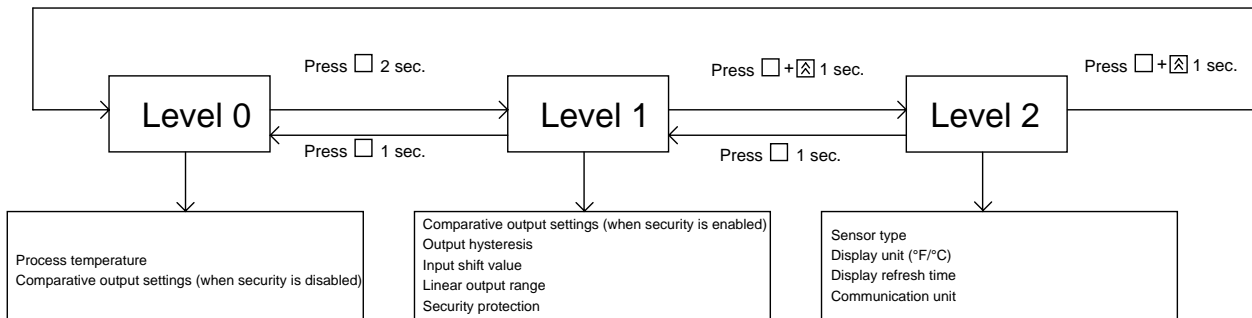 Press □ 2 sec.
Press □ + 1 sec.
Press □ + 1 sec.
Level 0
Level 1
Level 2
Press □ 1 sec.
Press □ 1 sec.
Process temperature
Comparative output settings (when security is disabled)
Comparative output settings (when security is enabled)
Output hysteresis
Input shift value
Linear output range
Security protection
Sensor type
Display unit (°F/°C)
Display refresh time
Communication unit